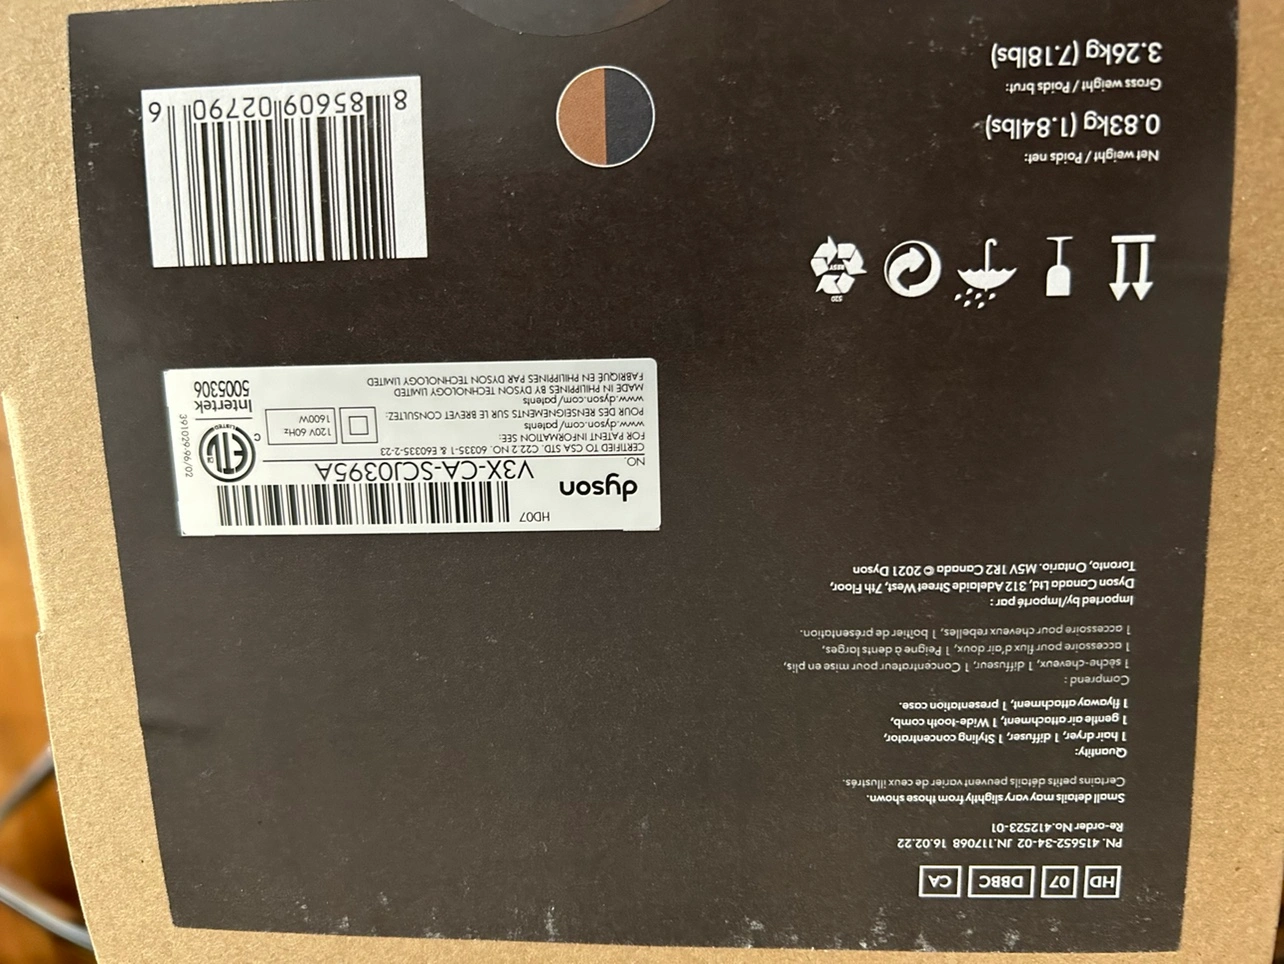 HD 07 DBBC CA
PN. 415652-34-02 JN.117068 16.02.22
Re-order No.412523-01
Small details may vary slightly from those shown.
Certains petits détails peuvent varier de ceux illustrés.
Quantity:
1 hair dryer, 1 diffuser, 1 Styling concentrator,
1 gentle air attachment, 1 Wide-tooth comb,
1 flyaway attachment, 1 presentation case.
Comprend :
1 sèche-cheveux, 1 diffuseur, 1 Concentrateur pour mise en plis,
1 accessoire pour flux d'air doux, 1 Peigne à dents larges,
1 accessoire pour cheveux rebelles, 1 boîtier de présentation.
Imported by/Importé par :
Dyson Canada Ltd, 312 Adelaide Street West, 7th Floor,
Toronto, Ontario. M5V 1R2 Canada © 2021 Dyson
HD07
dyson
NO.
V3X-CA-SCJ0395A
CERTIFIED TO CSA STD. C22.2 NO. 60335-1 & E60335-2-23
FOR PATENT INFORMATION SEE:
www.dyson.com/patents
POUR DES RENSEIGNEMENTS SUR LE BREVET CONSULTEZ:
www.dyson.com/patents
MADE IN PHILIPPINES BY DYSON TECHNOLOGY LIMITED
FABRIQUÉ EN PHILIPPINES PAR DYSON TECHNOLOGY LIMITED
120V 60Hz
1600W
C
ETL
LISTED
Intertek
5005306
391029-96/02
Net weight / Poids net:
0.83kg (1.84lbs)
Gross weight / Poids brut:
3.26kg (7.18lbs)
8 85609 02790 6